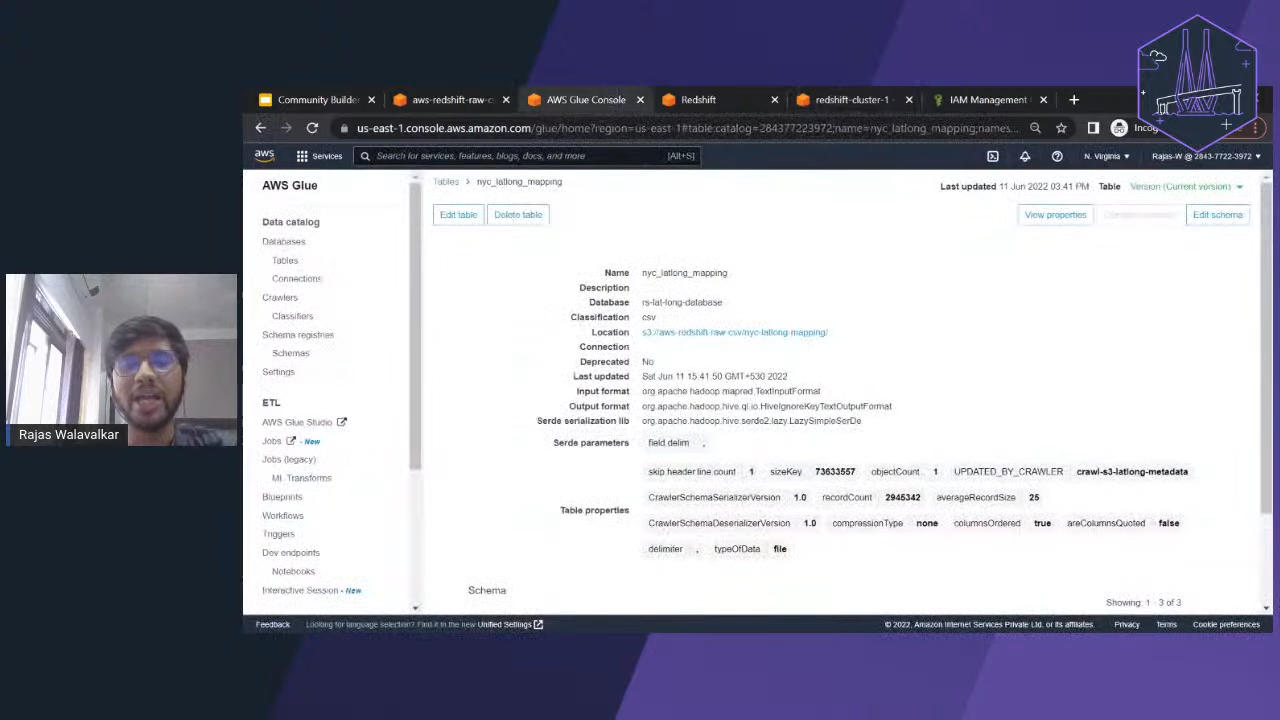 Community Builder
aws-redshift-raw-c
AWS Glue Console
Redshift
redshift-cluster-1
IAM Management
us-east-1.console.aws.amazon.com/glue/home?region=us-east-1#table:catalog=284377223972;name=nyc_latlong_mapping;names...
aws
Services
Search for services, features, blogs, docs, and more
[Alt+S]
N. Virginia
Rajas-W @ 2843-7722-3972
AWS Glue
Data catalog
Databases
Tables
Connections
Crawlers
Classifiers
Schema registries
Schemas
Settings
ETL
AWS Glue Studio
Jobs - New
Jobs (legacy)
ML Transforms
Blueprints
Workflows
Triggers
Dev endpoints
Notebooks
Interactive Session - New
Tables > nyc_latlong_mapping
Last updated 11 Jun 2022 03:41 PM Table Version (Current version)
Edit table Delete table
View properties
Edit schema
Name nyc_latlong_mapping
Description
Database rs-lat-long-database
Classification csv
Location s3://aws-redshift-raw-csv/nyc-latlong-mapping/
Connection
Deprecated No
Last updated Sat Jun 11 15:41:50 GMT+530 2022
Input format org.apache.hadoop.mapred.TextInputFormat
Output format org.apache.hadoop.hive.ql.io.HiveIgnoreKeyTextOutputFormat
Serde serialization lib org.apache.hadoop.hive.serde2.lazy.LazySimpleSerDe
Serde parameters field.delim ,
Table properties
skip.header.line.count 1 sizeKey 73633557 objectCount 1 UPDATED_BY_CRAWLER crawl-s3-latlong-metadata
CrawlerSchemaSerializerVersion 1.0 recordCount 2945342 averageRecordSize 25
CrawlerSchemaDeserializerVersion 1.0 compressionType none columnsOrdered true areColumnsQuoted false
delimiter , typeOfData file
Schema
Showing: 1 - 3 of 3
Feedback
Looking for language selection? Find it in the new Unified Settings
© 2022, Amazon Internet Services Private Ltd. or its affiliates.
Privacy
Terms
Cookie preferences
Rajas Walavalkar